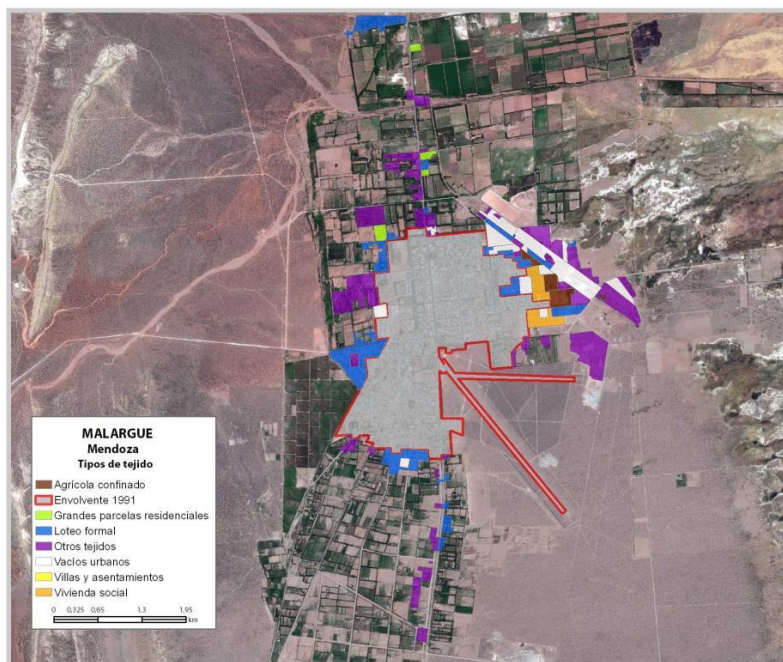 MALARGUE
Mendoza
Tipos de tejido
Agrícola confinado
Envolvente 1991
Grandes parcelas residenciales
Loteo formal
Otros tejidos
Vacíos urbanos
Villas y asentamientos
Vivienda social
0 0,325 0,65 1,3 1,95
km